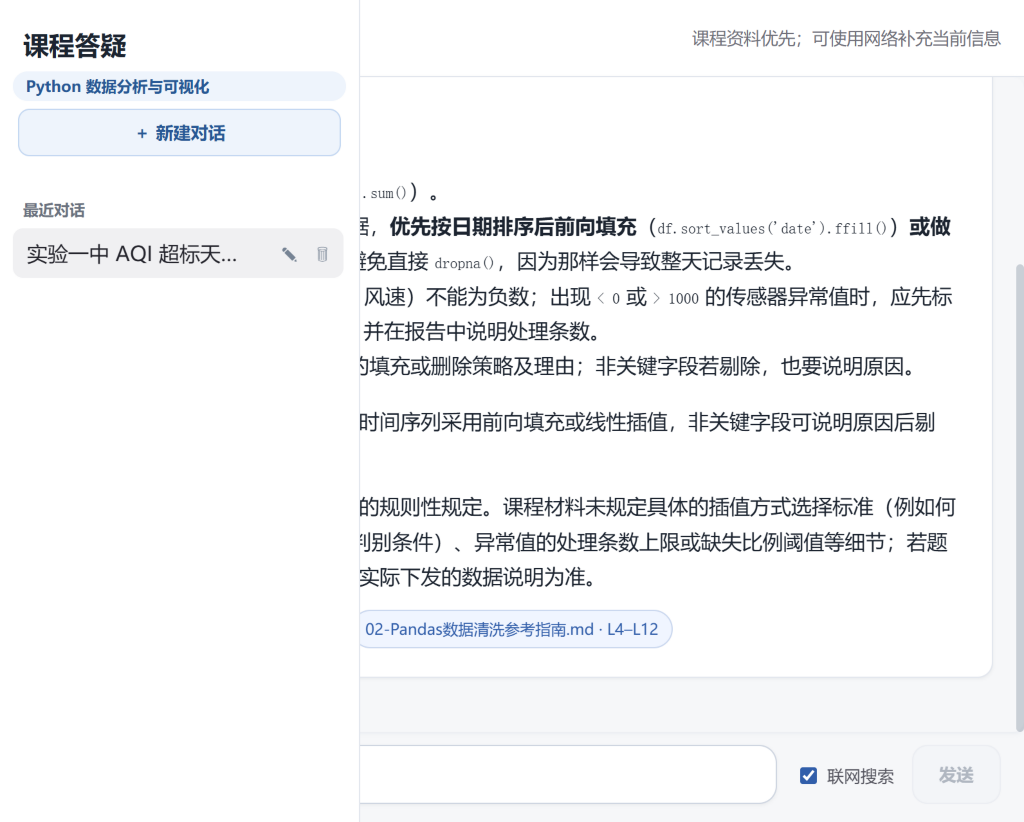 课程答疑
Python 数据分析与可视化
+ 新建对话
最近对话
实验一中 AQI 超标天...
课程资料优先；可使用网络补充当前信息
.sum()）。
，优先按日期排序后前向填充（df.sort_values('date').ffill()）或做
免直接 dropna()，因为那样会导致整天记录丢失。
风速）不能为负数；出现 < 0 或 > 1000 的传感器异常值时，应先标
并在报告中说明处理条数。
的填充或删除策略及理由；非关键字段若剔除，也要说明原因。
时间序列采用前向填充或线性插值，非关键字段可说明原因后剔
的规则性规定。课程材料未规定具体的插值方式选择标准（例如何
判别条件）、异常值的处理条数上限或缺失比例阈值等细节；若题
实际下发的数据说明为准。
02-Pandas数据清洗参考指南.md · L4–L12
联网搜索
发送